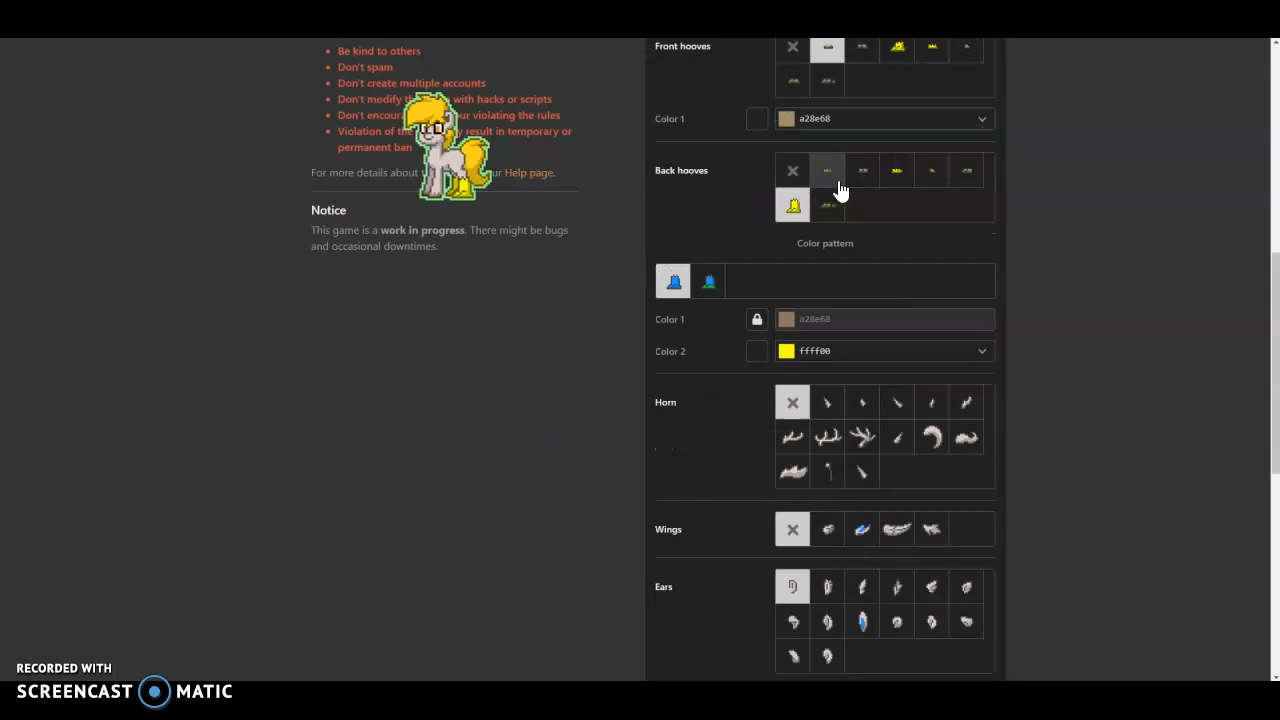 Be kind to others
Don't spam
Don't create multiple accounts
Don't modify with hacks or scripts
Don't our violating the rules
Violation of the result in temporary or
permanent ban
For more details about Help page.
Notice
This game is a work in progress. There might be bugs
and occasional downtimes.
Front hooves
Color 1 a28e68
Back hooves
Color pattern
Color 1 a28e68
Color 2 ffff00
Horn
Wings
Ears
RECORDED WITH
SCREENCAST MATIC